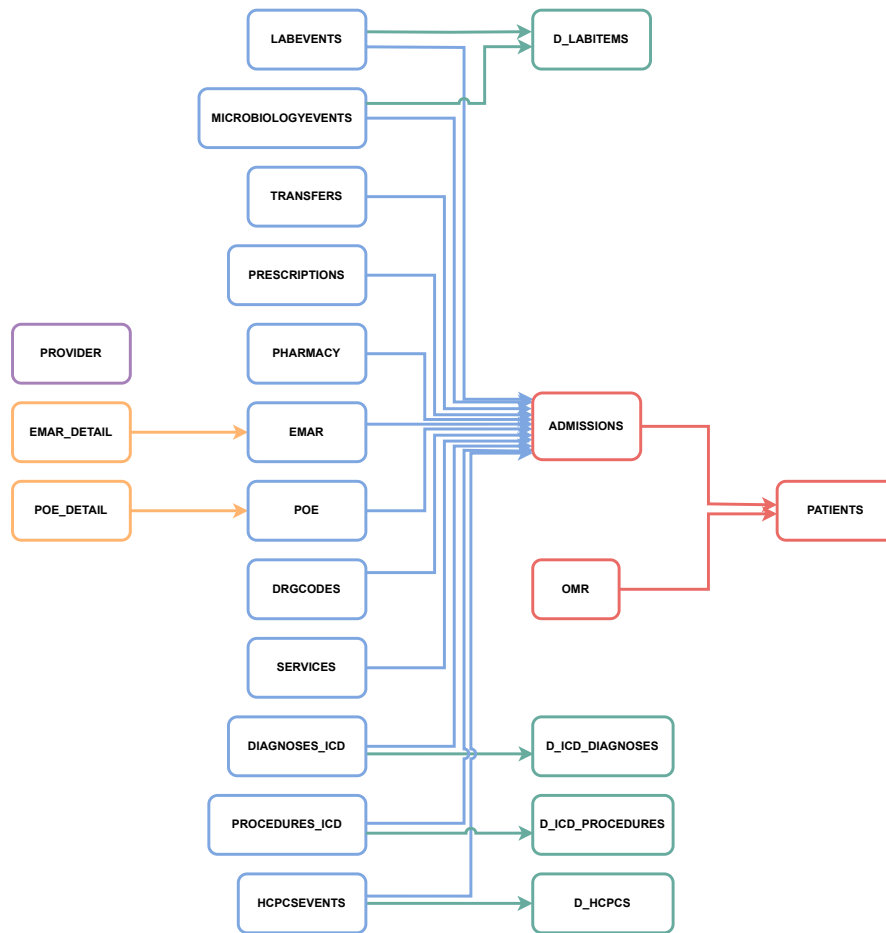 LABEVENTS
D_LABITEMS
MICROBIOLOGYEVENTS
TRANSFERS
PRESCRIPTIONS
PROVIDER
PHARMACY
EMAR_DETAIL
EMAR
ADMISSIONS
POE_DETAIL
POE
PATIENTS
DRGCODES
OMR
SERVICES
DIAGNOSES_ICD
D_ICD_DIAGNOSES
PROCEDURES_ICD
D_ICD_PROCEDURES
HCPCSEVENTS
D_HCPCS